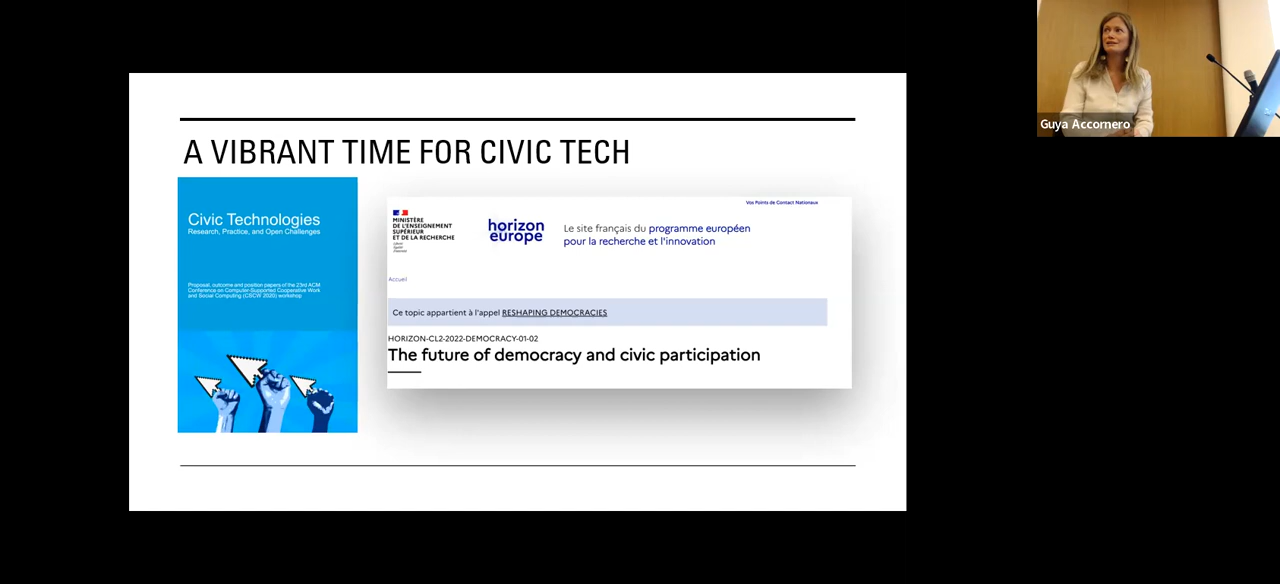 A VIBRANT TIME FOR CIVIC TECH
Civic Technologies
Research, Practice, and Open Challenges
Proposal, outcome and position papers of the 23rd ACM
Conference on Computer-Supported Cooperative Work
and Social Computing (CSCW 2020) workshop
Vos Points de Contact Nationaux
MINISTÈRE
DE L'ENSEIGNEMENT
SUPÉRIEUR
ET DE LA RECHERCHE
Liberté
Égalité
Fraternité
horizon
europe
Le site français du programme européen
pour la recherche et l'innovation
Accueil
Ce topic appartient à l'appel RESHAPING DEMOCRACIES
HORIZON-CL2-2022-DEMOCRACY-01-02
The future of democracy and civic participation
Guya Accornero